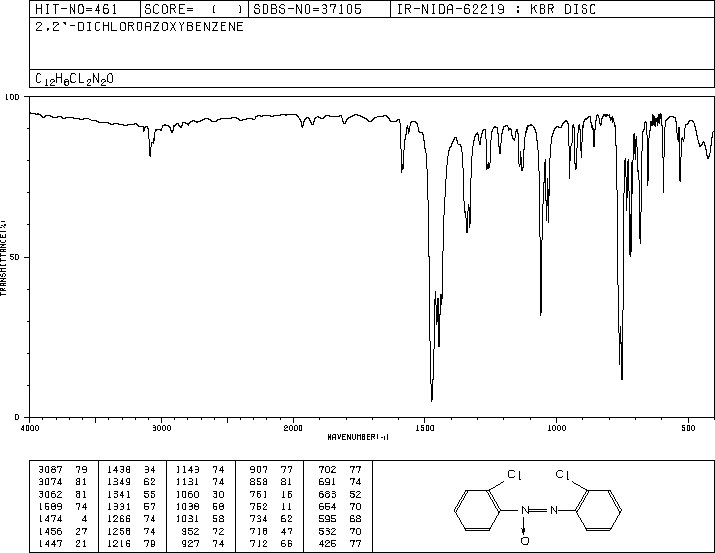 HIT-NO=461 SCORE= ( ) SDBS-NO=37105 IR-NIDA-62219 : KBR DISC
2,2'-DICHLOROAZOXYBENZENE
C12H8CL2N2O
100
50
0
TRANSMITTANCE(%)
4000 3000 2000 1500 1000 500
WAVENUMBER(-1)
3087 79 1438 34 1143 74 907 77 702 77
3074 81 1349 62 1131 74 858 81 691 74
3062 81 1341 55 1060 30 761 16 683 52
1589 74 1331 57 1038 58 752 11 654 70
1474 4 1266 74 1031 58 734 62 595 68
1456 27 1258 74 952 72 718 47 532 70
1447 21 1216 79 927 74 712 66 426 77
Cl Cl
N N
O